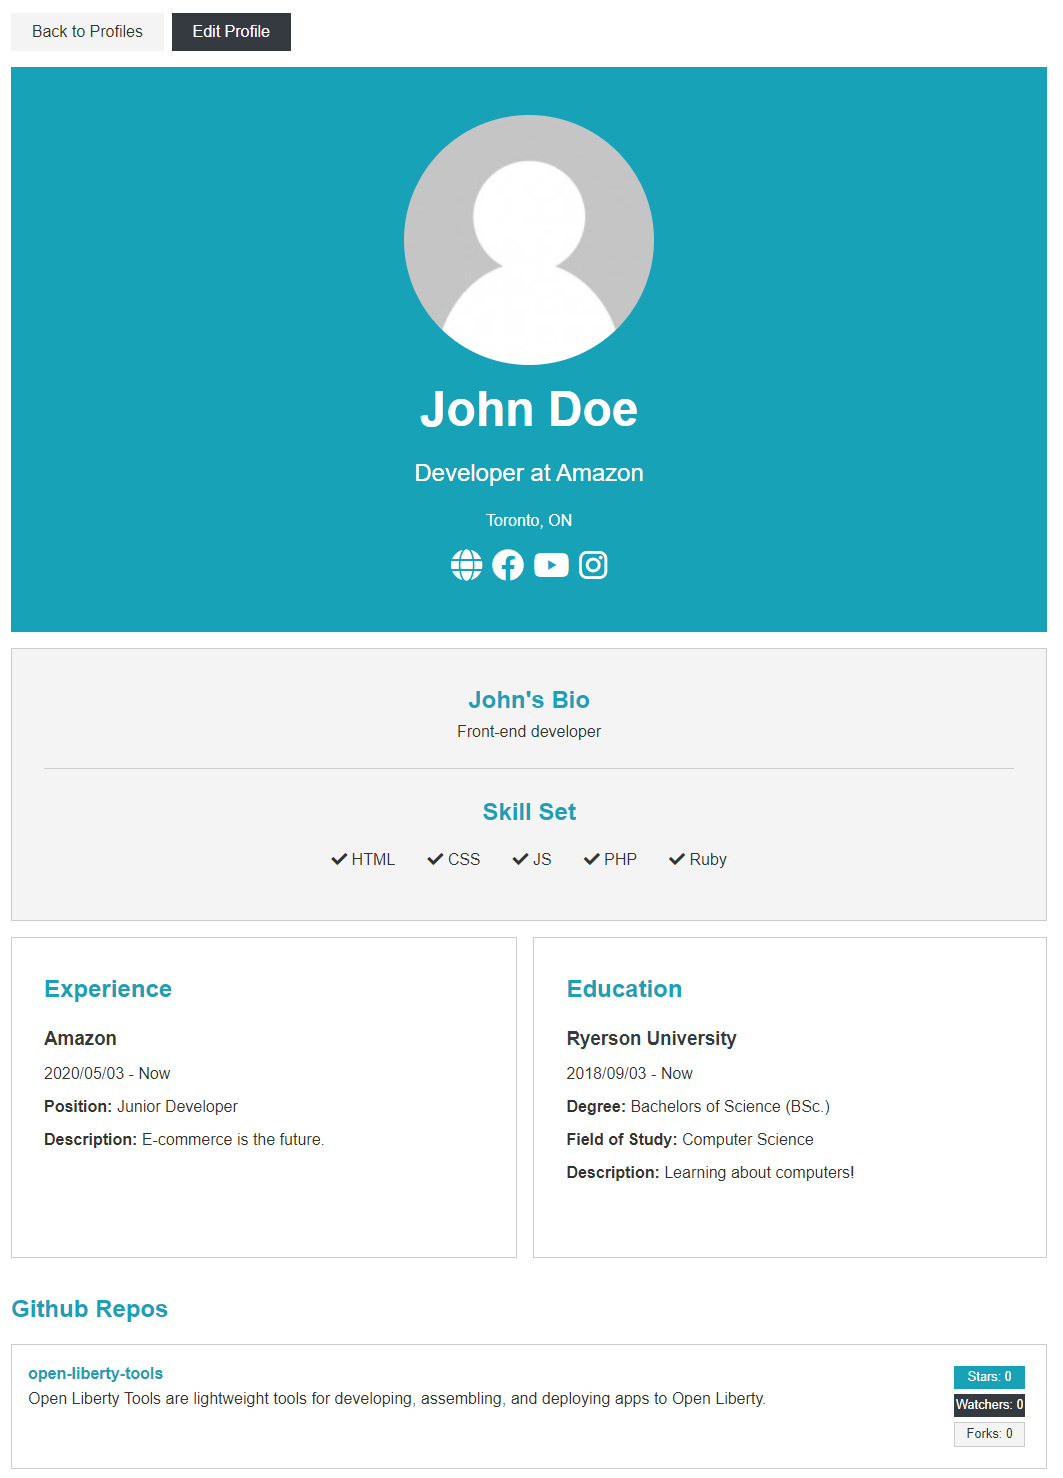 Back to Profiles
Edit Profile
John Doe
Developer at Amazon
Toronto, ON
John's Bio
Front-end developer
Skill Set
HTML CSS JS PHP Ruby
Experience
Amazon
2020/05/03 - Now
Position: Junior Developer
Description: E-commerce is the future.
Education
Ryerson University
2018/09/03 - Now
Degree: Bachelors of Science (BSc.)
Field of Study: Computer Science
Description: Learning about computers!
Github Repos
open-liberty-tools
Open Liberty Tools are lightweight tools for developing, assembling, and deploying apps to Open Liberty.
Stars: 0
Watchers: 0
Forks: 0